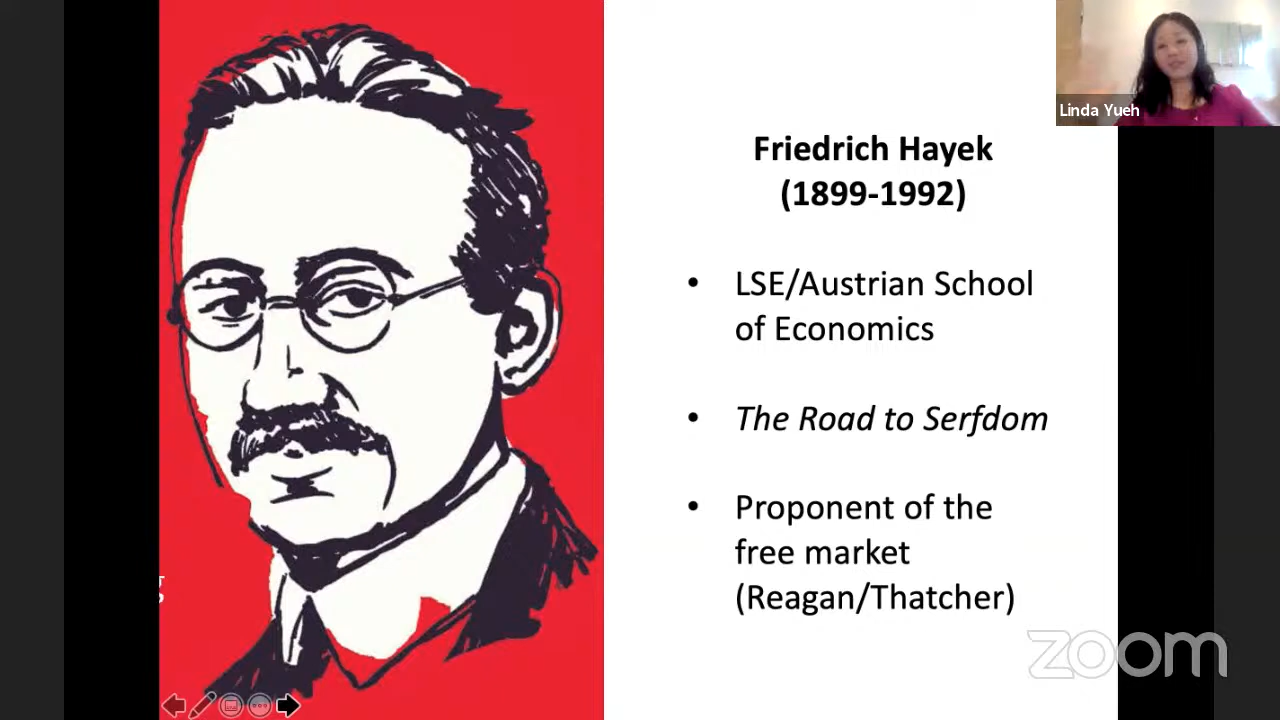 Linda Yueh
Friedrich Hayek
(1899-1992)
• LSE/Austrian School
of Economics
• The Road to Serfdom
• Proponent of the
free market
(Reagan/Thatcher)
zoom